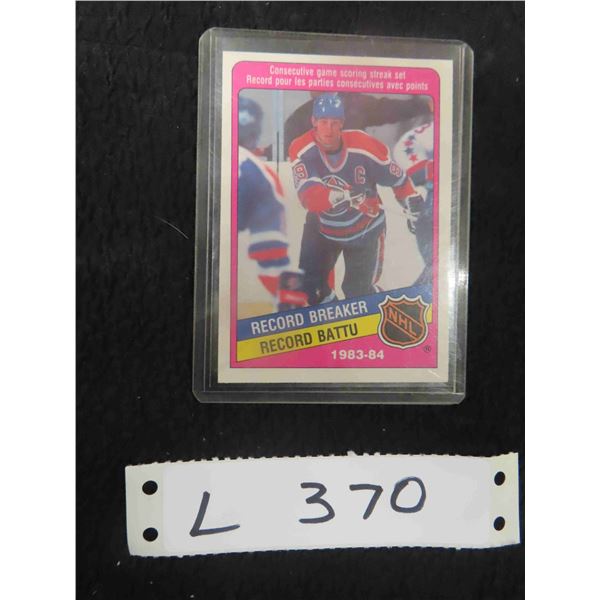 Consecutive game scoring streak set
Record pour les parties consécutives avec points
C
RECORD BREAKER
RECORD BATTU
NHL
1983-84
L 370